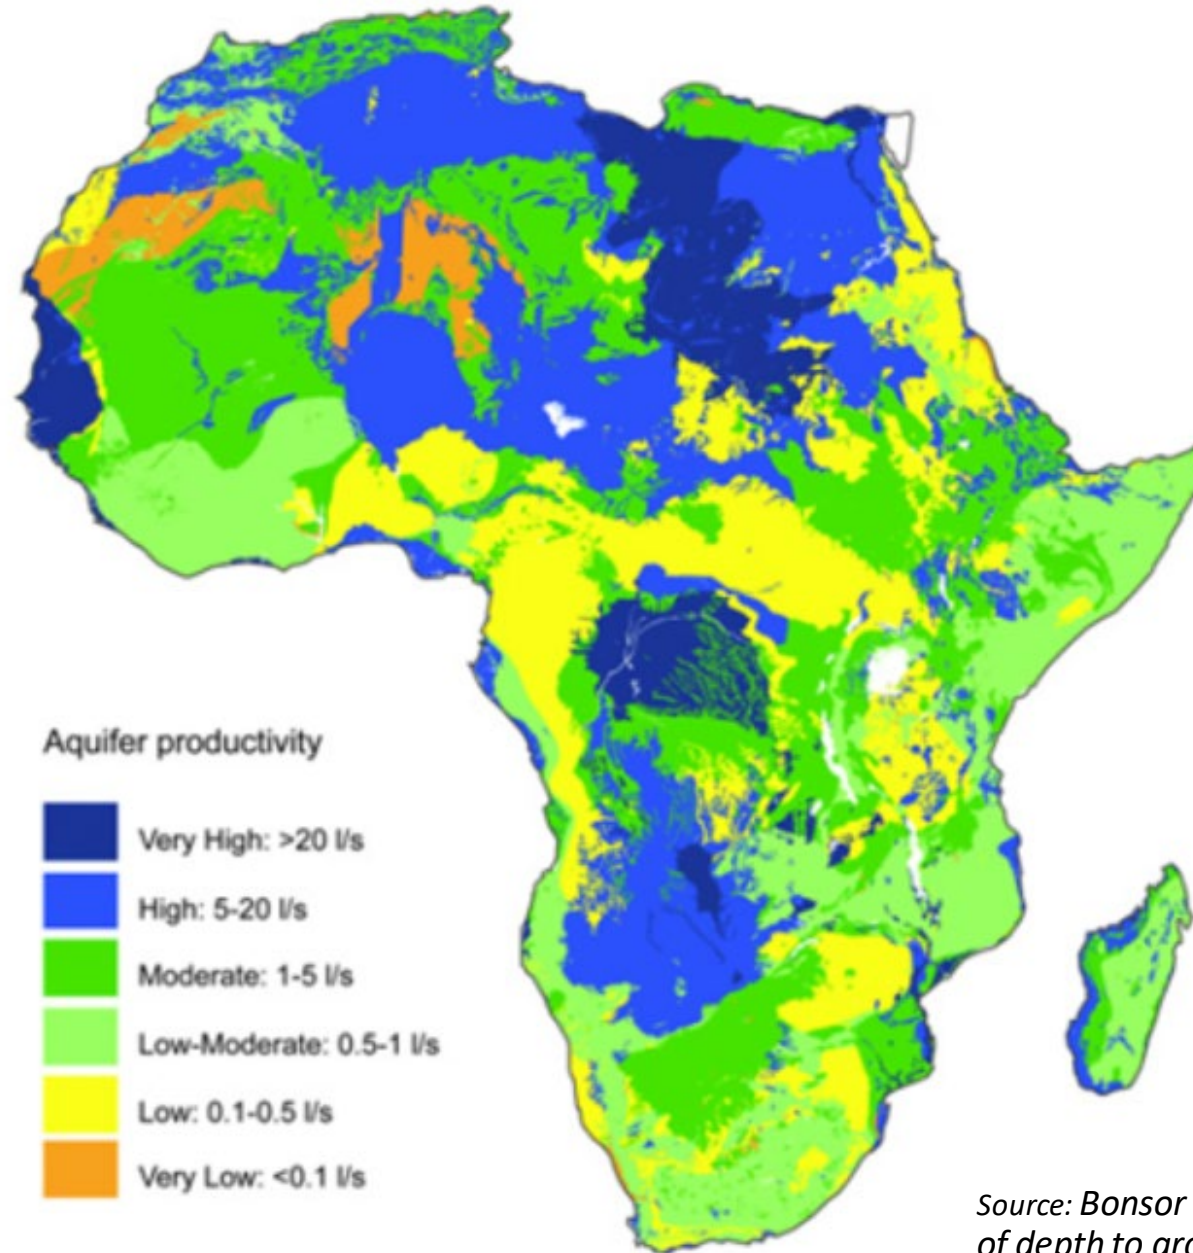 Aquifer productivity
Very High: >20 l/s
High: 5-20 l/s
Moderate: 1-5 l/s
Low-Moderate: 0.5-1 l/s
Low: 0.1-0.5 l/s
Very Low: <0.1 l/s
Source: Bonsor
of depth to